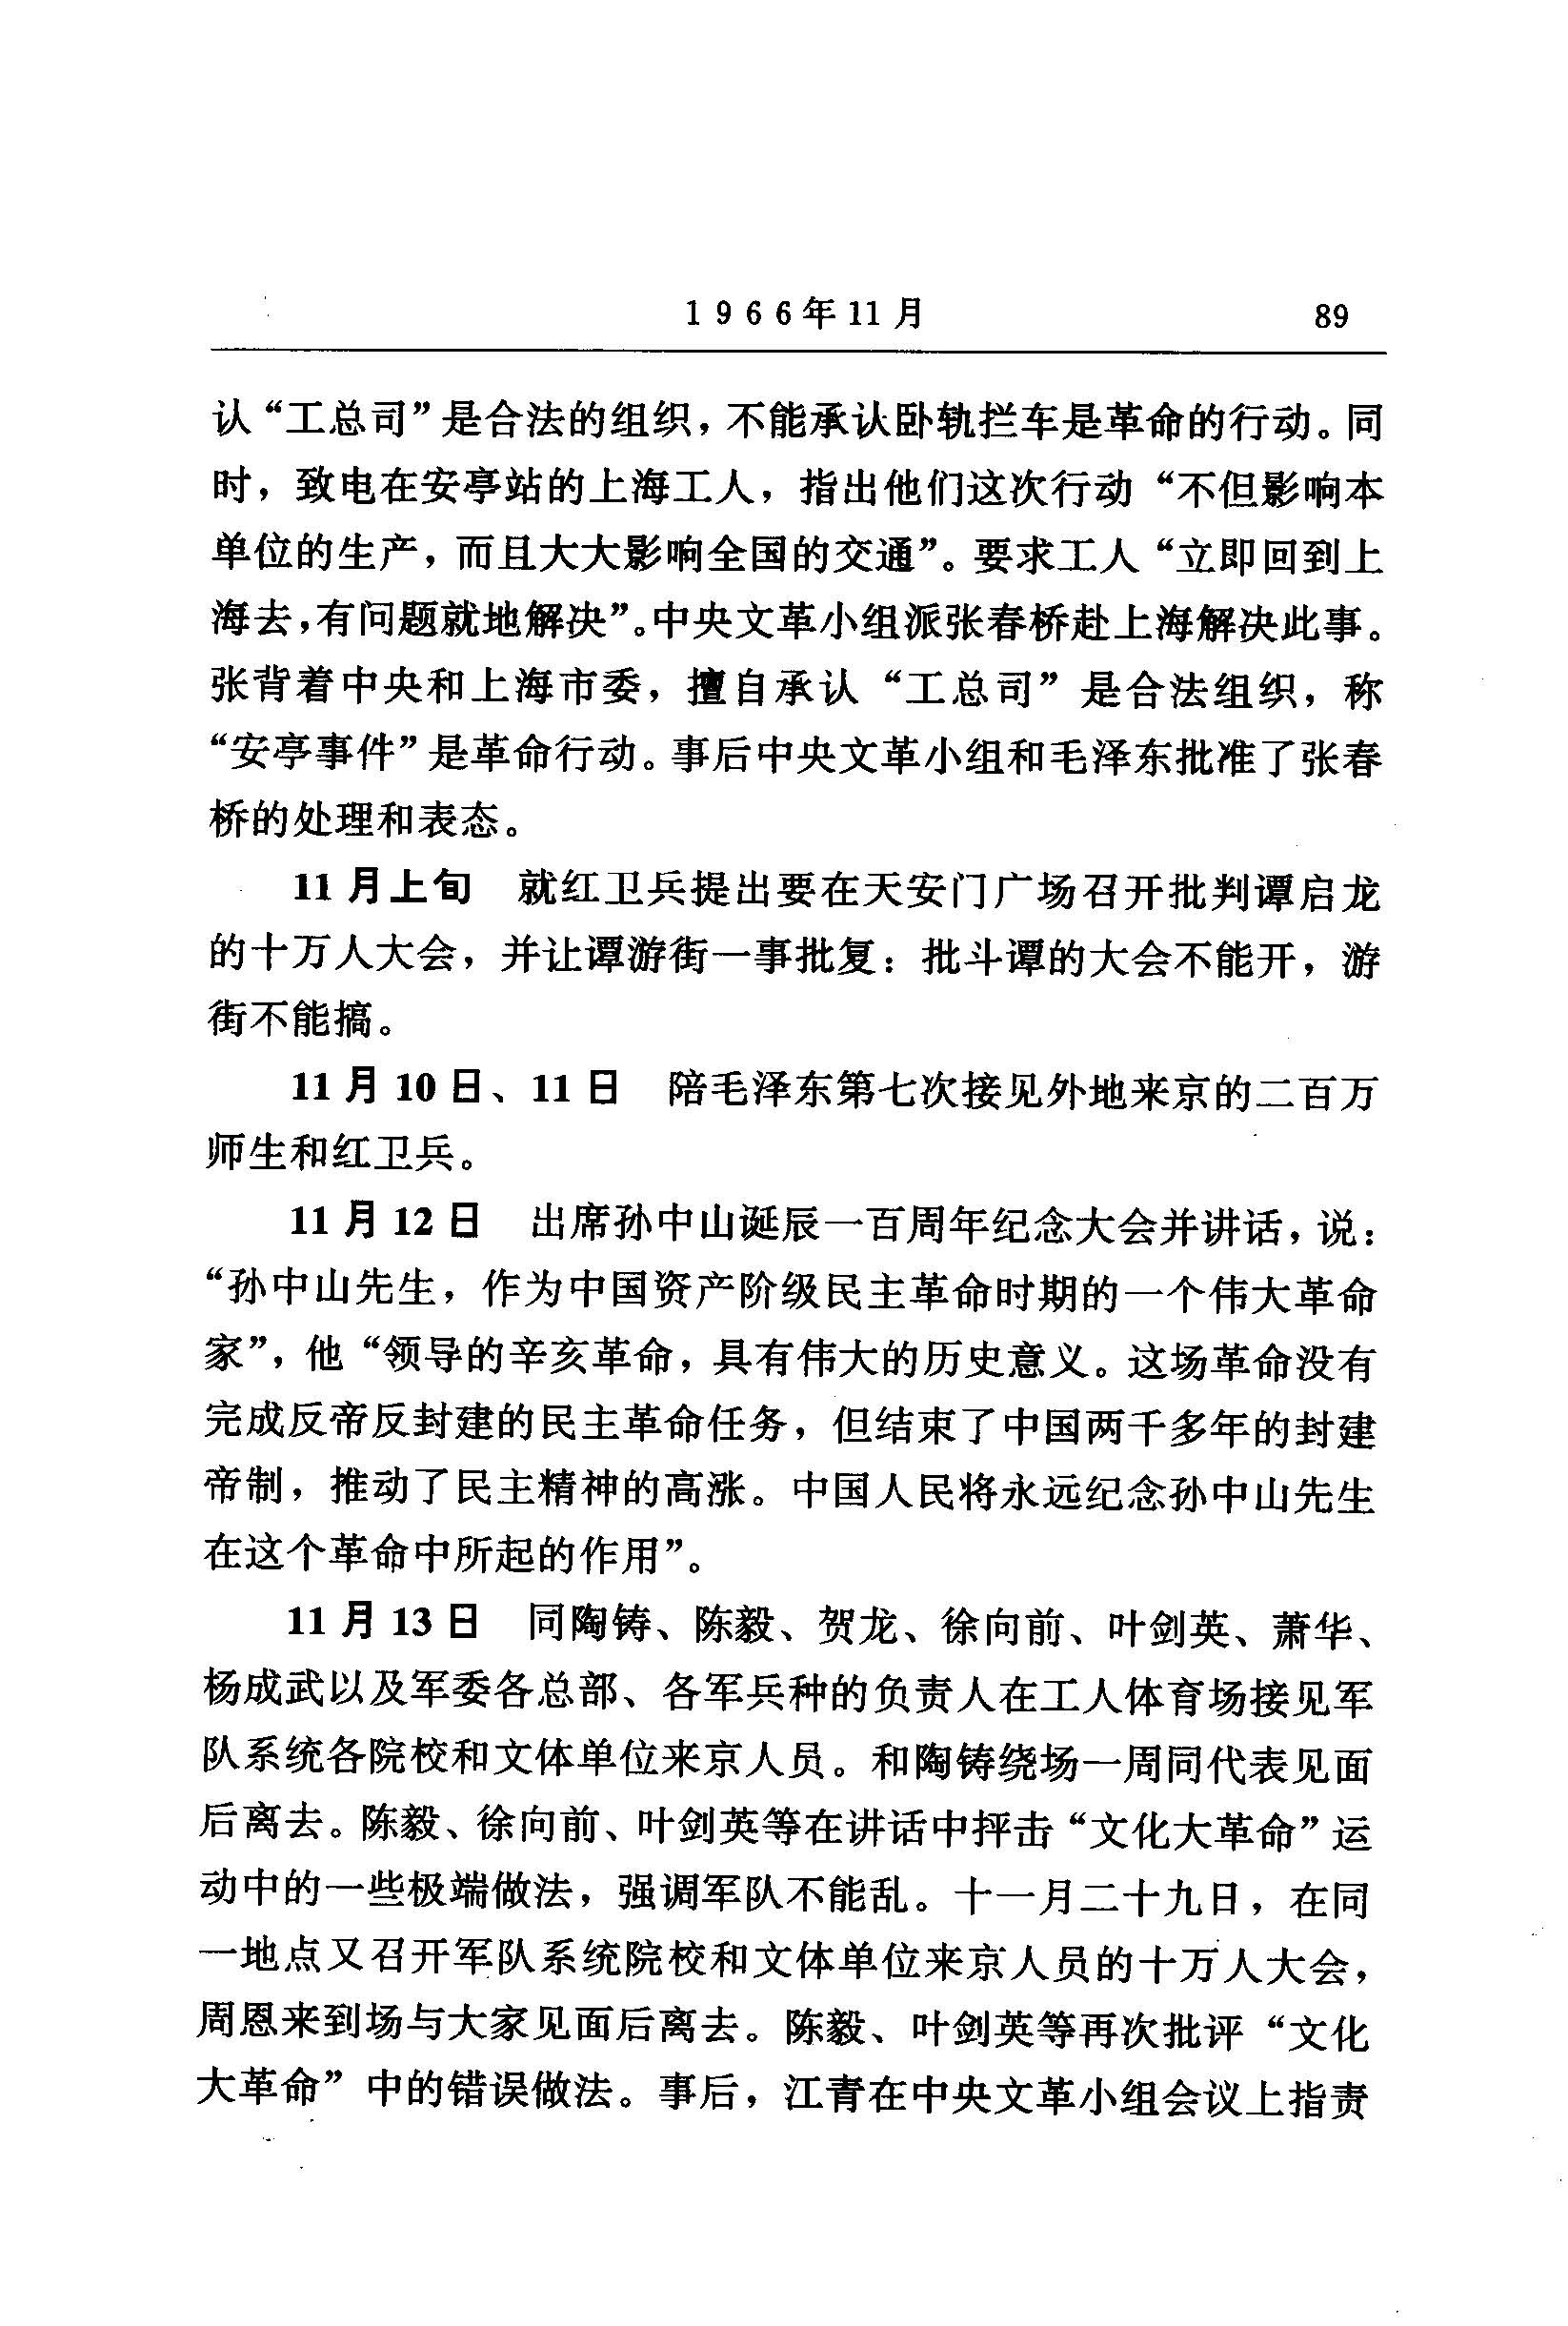 1966年11月 89
认“工总司”是合法的组织，不能承认卧轨拦车是革命的行动。同
时，致电在安亭站的上海工人，指出他们这次行动“不但影响本
单位的生产，而且大大影响全国的交通”。要求工人“立即回到上
海去，有问题就地解决”。中央文革小组派张春桥赴上海解决此事。
张背着中央和上海市委，擅自承认“工总司”是合法组织，称
“安亭事件”是革命行动。事后中央文革小组和毛泽东批准了张春
桥的处理和表态。
11月上旬　就红卫兵提出要在天安门广场召开批判谭启龙
的十万人大会，并让谭游街一事批复：批斗谭的大会不能开，游
街不能搞。
11月10日、11日　陪毛泽东第七次接见外地来京的二百万
师生和红卫兵。
11月12日　出席孙中山诞辰一百周年纪念大会并讲话，说：
“孙中山先生，作为中国资产阶级民主革命时期的一个伟大革命
家”，他“领导的辛亥革命，具有伟大的历史意义。这场革命没有
完成反帝反封建的民主革命任务，但结束了中国两千多年的封建
帝制，推动了民主精神的高涨。中国人民将永远纪念孙中山先生
在这个革命中所起的作用”。
11月13日　同陶铸、陈毅、贺龙、徐向前、叶剑英、萧华、
杨成武以及军委各总部、各军兵种的负责人在工人体育场接见军
队系统各院校和文体单位来京人员。和陶铸绕场一周同代表见面
后离去。陈毅、徐向前、叶剑英等在讲话中抨击“文化大革命”运
动中的一些极端做法，强调军队不能乱。十一月二十九日，在同
一地点又召开军队系统院校和文体单位来京人员的十万人大会，
周恩来到场与大家见面后离去。陈毅、叶剑英等再次批评“文化
大革命”中的错误做法。事后，江青在中央文革小组会议上指责